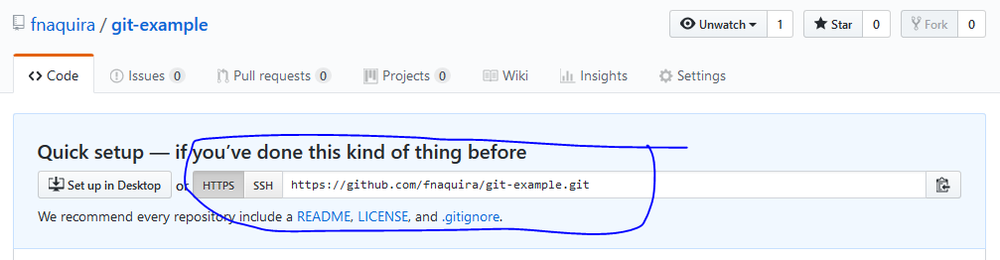 fnaquira / git-example
Unwatch 1 Star 0 Fork 0
Code Issues 0 Pull requests 0 Projects 0 Wiki Insights Settings
Quick setup — if you’ve done this kind of thing before
Set up in Desktop or HTTPS SSH https://github.com/fnaquira/git-example.git
We recommend every repository include a README, LICENSE, and .gitignore.